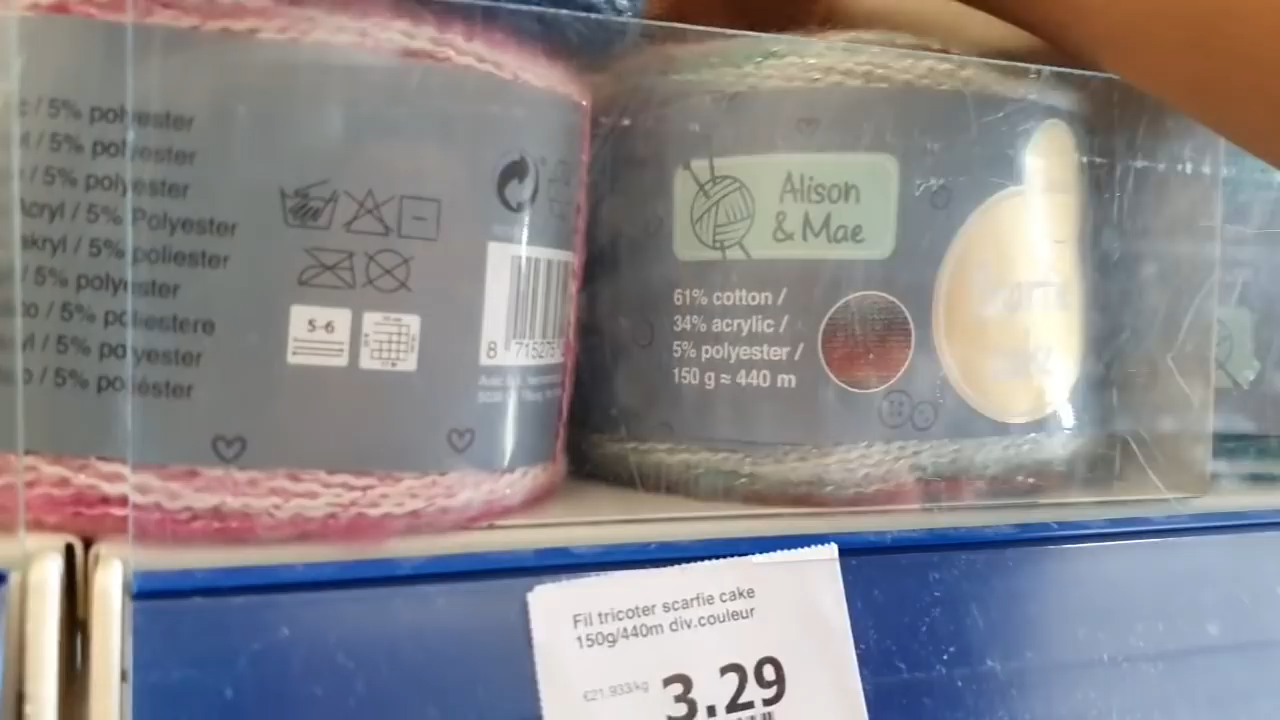 / 5% polyester
/ 5% polyester
/ 5% polyester
Acryl / 5% Polyester
akryl / 5% poliester
/ 5% polyester
/ 5% poliestere
/ 5% polyester
/ 5% poliéster
5-6
8 715275
Alison
& Mae
61% cotton /
34% acrylic /
5% polyester /
150 g ≈ 440 m
Fil tricoter scarfie cake
150g/440m div.couleur
€21.933/kg
3.29